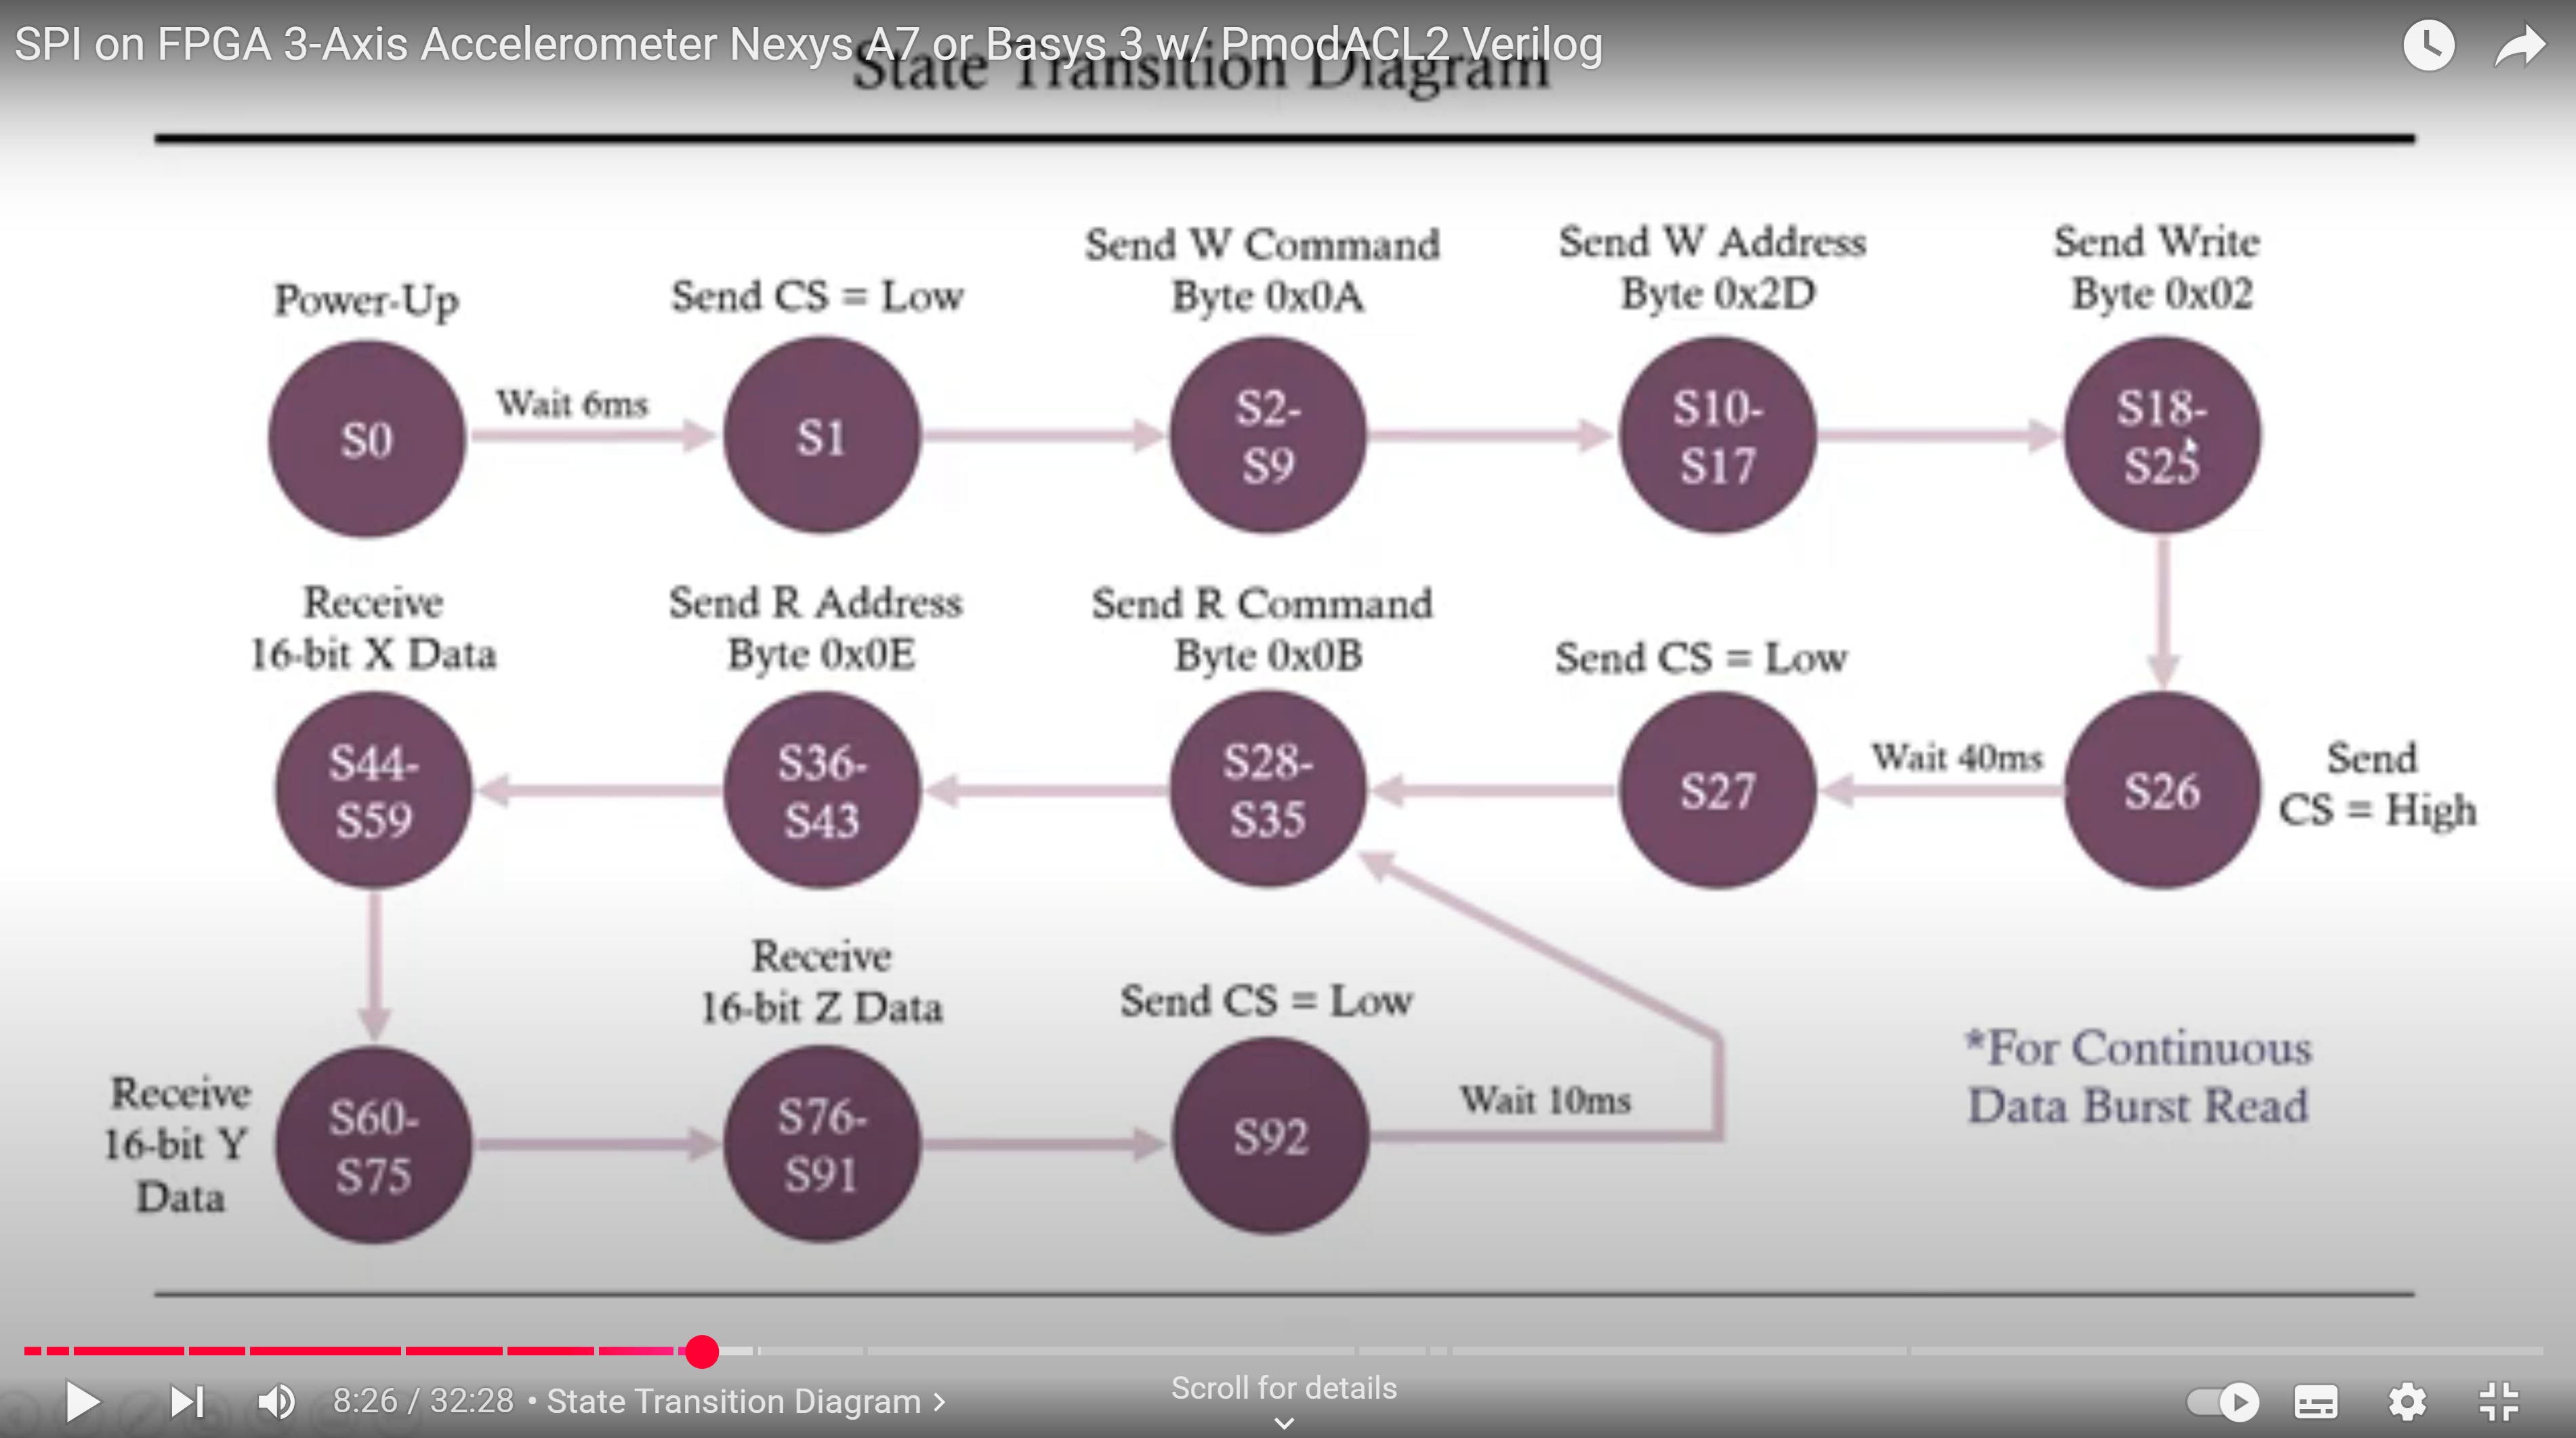 SPI on FPGA 3-Axis Accelerometer Nexys A7 or Basys 3 w/ PmodACL2 Verilog
State Transition Diagram
Power-Up
S0
Wait 6ms
Send CS = Low
S1
Send W Command
Byte 0x0A
S2-
S9
Send W Address
Byte 0x2D
S10-
S17
Send Write
Byte 0x02
S18-
S25
Send
CS = High
S26
Wait 40ms
Send CS = Low
S27
Send R Command
Byte 0x0B
S28-
S35
Send R Address
Byte 0x0E
S36-
S43
Receive
16-bit X Data
S44-
S59
Receive
16-bit Y
Data
S60-
S75
Receive
16-bit Z Data
S76-
S91
Send CS = Low
S92
Wait 10ms
*For Continuous
Data Burst Read
8:26 / 32:28 • State Transition Diagram >
Scroll for details